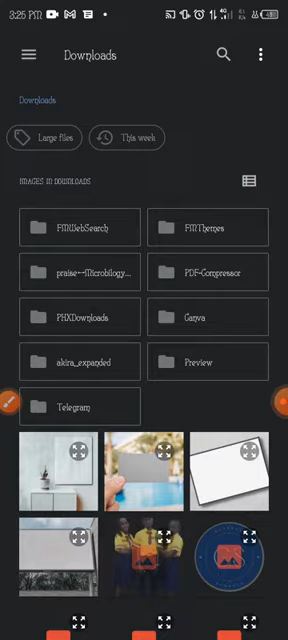 3:25 PM
Downloads
Downloads
Large files
This week
IMAGES IN DOWNLOADS
FMWebSearch
FMThemes
praise--Microbilogy...
PDF-Compressor
PHXDownloads
Canva
akira_expanded
Preview
Telegram